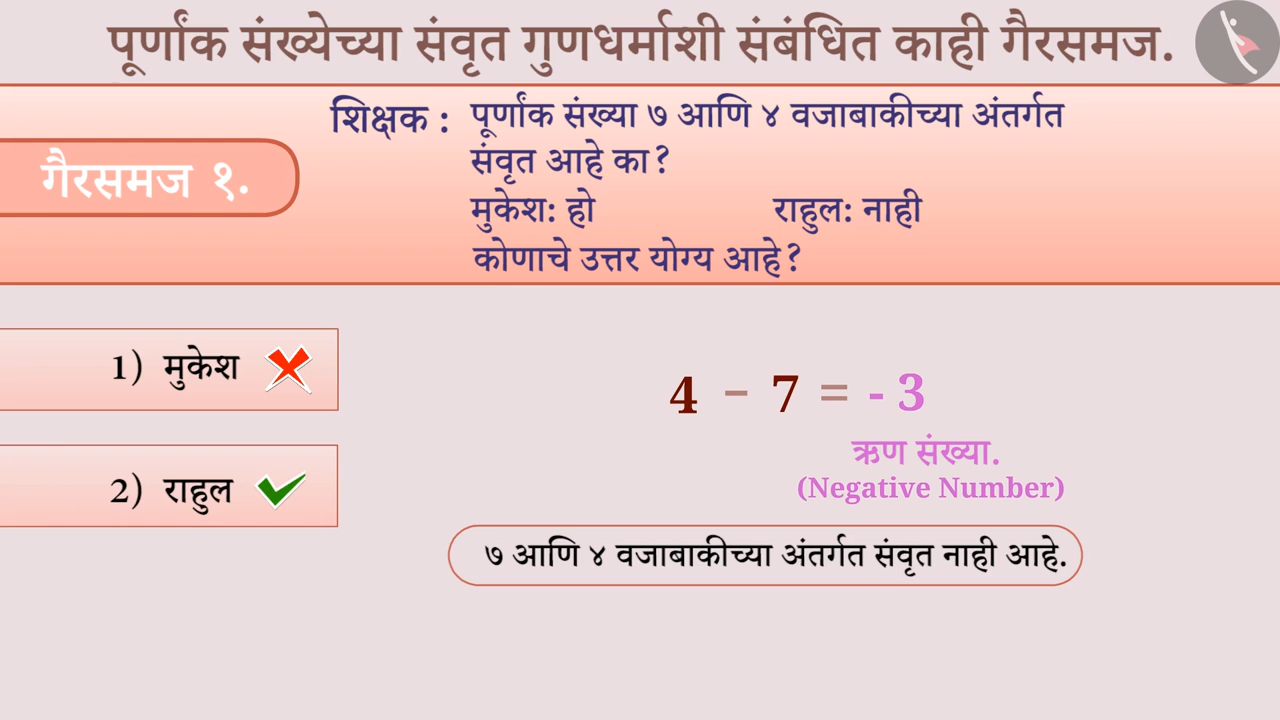 पूर्णांक संख्येच्या संवृत गुणधर्माशी संबंधित काही गैरसमज.
गैरसमज १.
शिक्षक : पूर्णांक संख्या ७ आणि ४ वजाबाकीच्या अंतर्गत
संवृत आहे का?
मुकेश: हो राहुल: नाही
कोणाचे उत्तर योग्य आहे?
1) मुकेश
2) राहुल
4 - 7 = - 3
ऋण संख्या.
(Negative Number)
७ आणि ४ वजाबाकीच्या अंतर्गत संवृत नाही आहे.